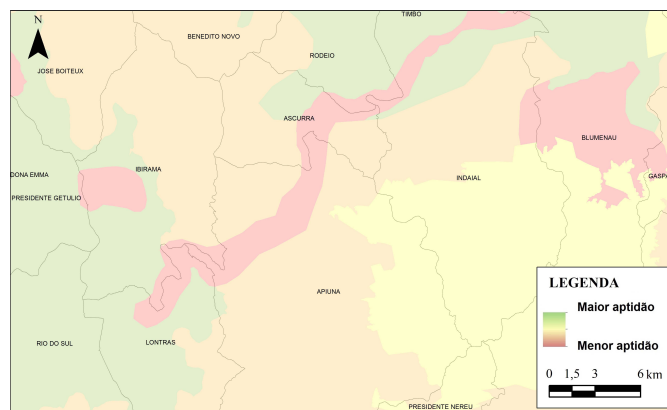 N
TIMBO
BENEDITO NOVO
RODEIO
JOSE BOITEUX
ASCURRA
BLUMENAU
IBIRAMA
DONA EMMA
INDAIAL
GASPA
PRESIDENTE GETULIO
APIUNA
RIO DO SUL
LONTRAS
PRESIDENTE NEREU
LEGENDA
Maior aptidão
Menor aptidão
0 1,5 3 6 km